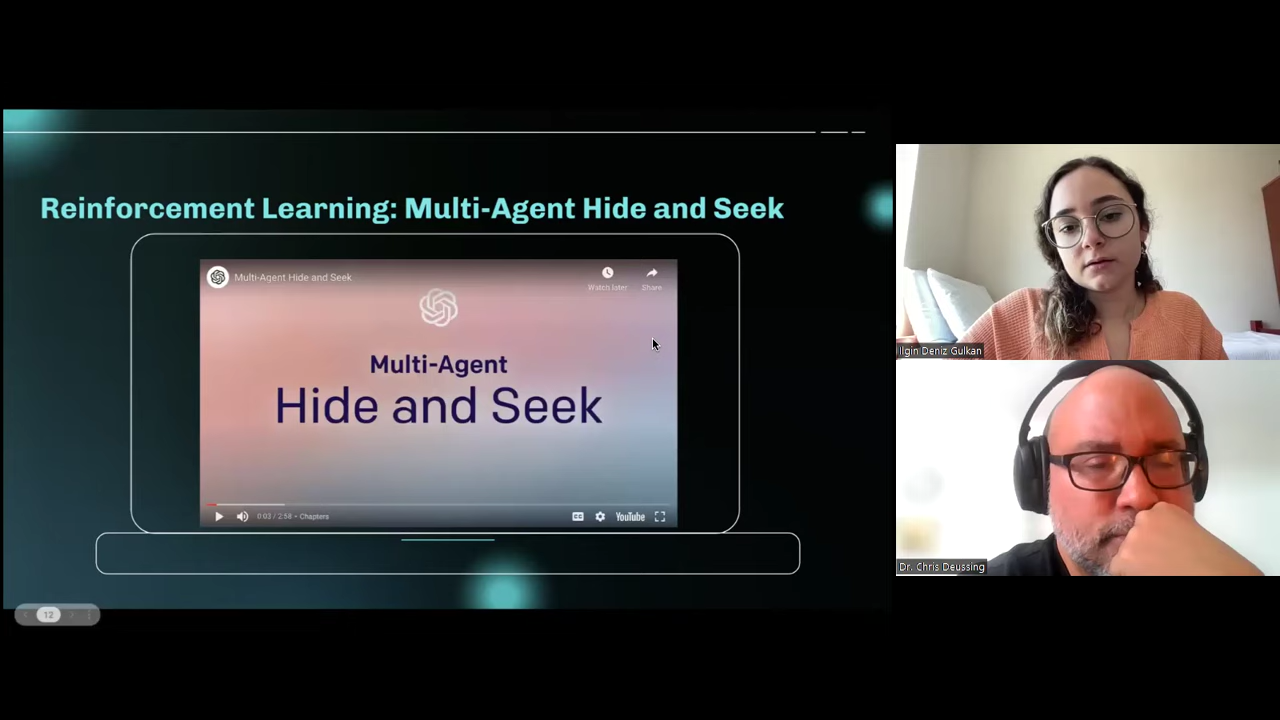 Reinforcement Learning: Multi-Agent Hide and Seek
Multi-Agent Hide and Seek
Watch later
Share
Multi-Agent
Hide and Seek
0:03 / 2:58 • Chapters
CC
YouTube
12
Ilgin Deniz Gulkan
Dr. Chris Deussing